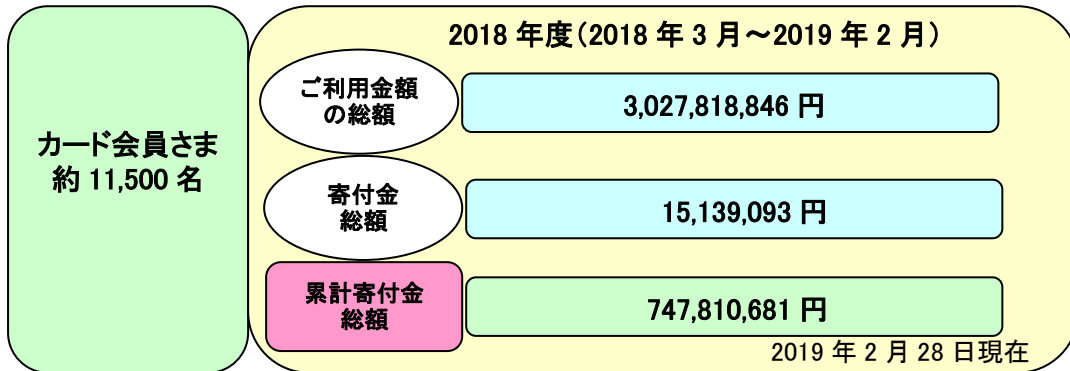 カード会員さま
約 11,500 名
2018 年度(2018 年 3 月～2019 年 2 月)
ご利用金額
の総額
3,027,818,846 円
寄付金
総額
15,139,093 円
累計寄付金
総額
747,810,681 円
2019 年 2 月 28 日現在